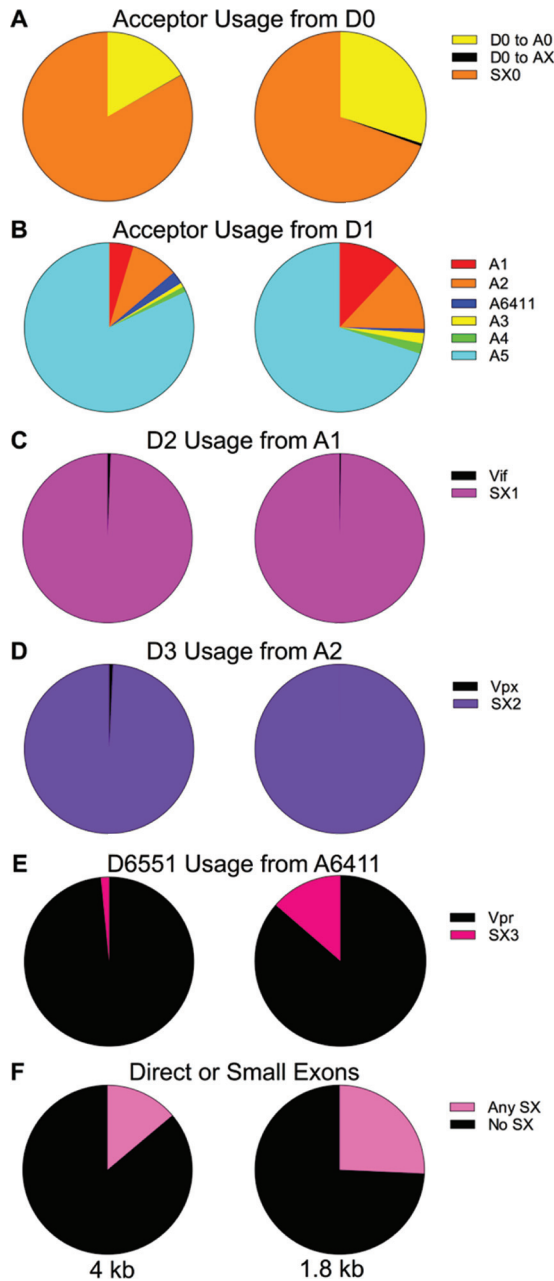 A
Acceptor Usage from D0
D0 to A0
D0 to AX
SX0
B
Acceptor Usage from D1
A1
A2
A6411
A3
A4
A5
C
D2 Usage from A1
Vif
SX1
D
D3 Usage from A2
Vpx
SX2
E
D6551 Usage from A6411
Vpr
SX3
F
Direct or Small Exons
Any SX
No SX
4 kb
1.8 kb